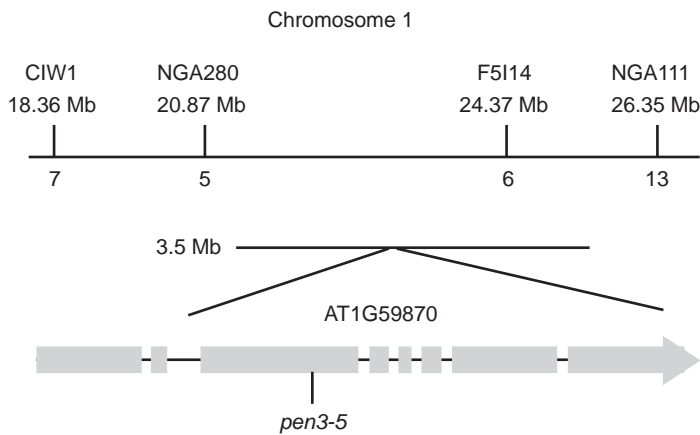 Chromosome 1
CIW1 NGA280 F5I14 NGA111
18.36 Mb 20.87 Mb 24.37 Mb 26.35 Mb
7 5 6 13
3.5 Mb
AT1G59870
pen3-5